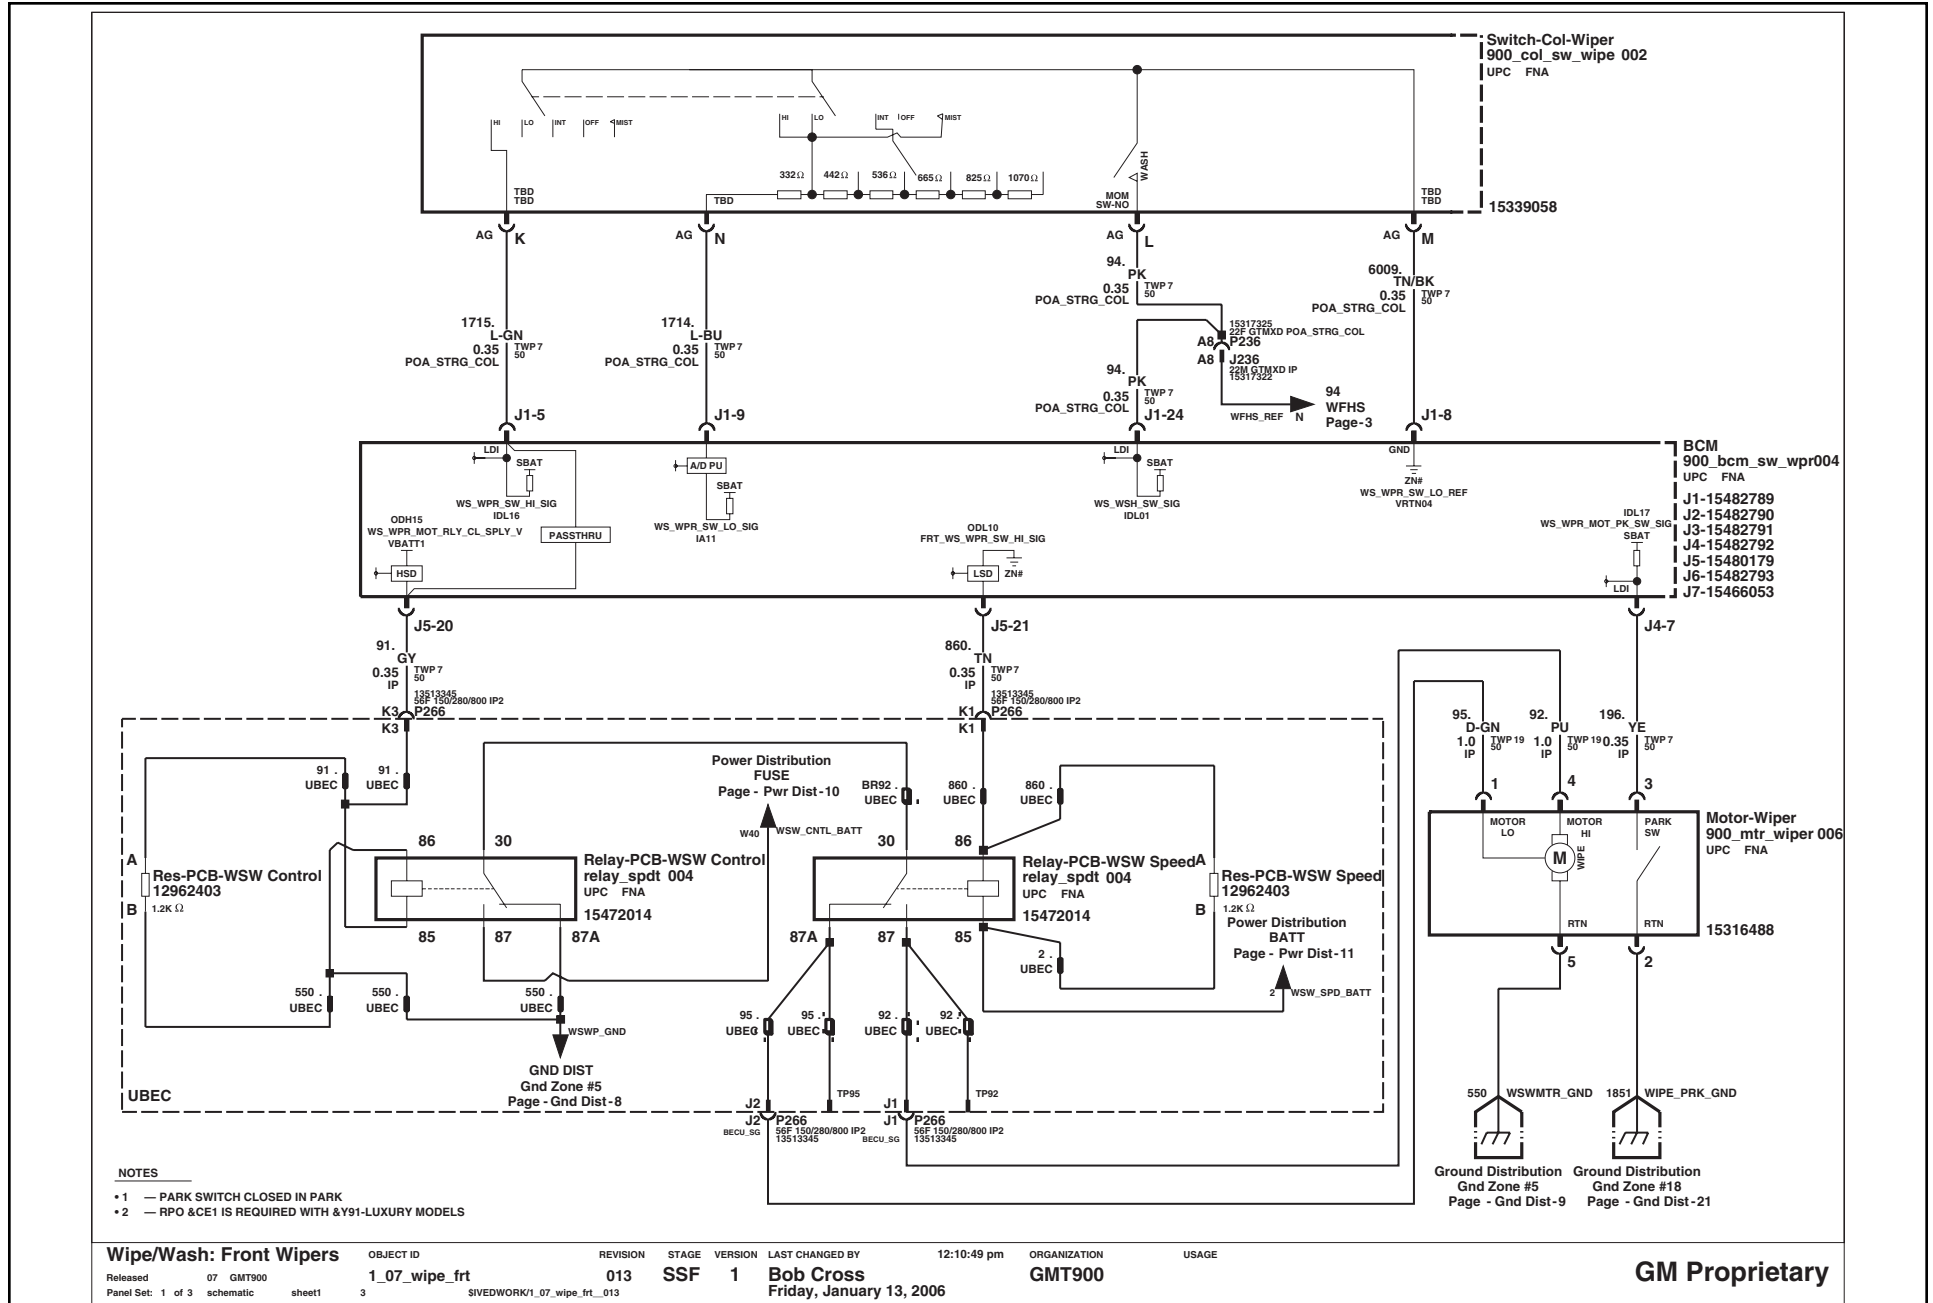 Switch-Col-Wiper
900_col_sw_wipe 002
UPC FNA
15339058
HI
LO
INT
OFF
MIST
HI
LO
INT
OFF
MIST
332Ω
442Ω
536Ω
665Ω
825Ω
1070Ω
WASH
MOM
SW-NO
TBD
TBD
TBD
TBD
TBD
AG K
AG N
AG L
AG M
1715.
L-GN
0.35
TWP 7
50
POA_STRG_COL
1714.
L-BU
0.35
TWP 7
50
POA_STRG_COL
94.
PK
0.35
TWP 7
50
POA_STRG_COL
6009.
TN/BK
0.35
TWP 7
50
POA_STRG_COL
15317325
22F GTMXD POA_STRG_COL
A8 P236
A8 J236
22M GTMXD IP
15317322
94.
PK
0.35
TWP 7
50
POA_STRG_COL
WFHS_REF N
94
WFHS
Page-3
J1-5
J1-9
J1-24
J1-8
BCM
900_bcm_sw_wpr004
UPC FNA
J1-15482789
J2-15482790
J3-15482791
J4-15482792
J5-15480179
J6-15482793
J7-15466053
LDI
SBAT
WS_WPR_SW_HI_SIG
IDL16
ODH15
WS_WPR_MOT_RLY_CL_SPLY_V
VBATT1
HSD
PASSTHRU
A/D PU
SBAT
WS_WPR_SW_LO_SIG
IA11
ODL10
FRT_WS_WPR_SW_HI_SIG
LSD
ZN#
LDI
SBAT
WS_WSH_SW_SIG
IDL01
GND
ZN#
WS_WPR_SW_LO_REF
VRTN04
IDL17
WS_WPR_MOT_PK_SW_SIG
SBAT
LDI
J5-20
J5-21
J4-7
91.
GY
0.35
TWP 7
50
IP
13513345
56F 150/280/800 IP2
K3 P266
K3
860.
TN
0.35
TWP 7
50
IP
13513345
56F 150/280/800 IP2
K1 P266
K1
95.
D-GN
1.0
TWP 19
50
IP
92.
PU
1.0
TWP 19
50
IP
196.
YE
0.35
TWP 7
50
IP
1
4
3
Motor-Wiper
900_mtr_wiper 006
UPC FNA
15316488
MOTOR
LO
MOTOR
HI
PARK
SW
M
WIPE
RTN
RTN
5
2
91 .
UBEC
91 .
UBEC
Power Distribution
FUSE
Page - Pwr Dist-10
W40
WSW_CNTL_BATT
BR92 .
UBEC
860 .
UBEC
860 .
UBEC
86
30
30
86
A
B
Res-PCB-WSW Control
12962403
1.2K Ω
Relay-PCB-WSW Control
relay_spdt 004
UPC FNA
15472014
Relay-PCB-WSW Speed
relay_spdt 004
UPC FNA
15472014
A
B
Res-PCB-WSW Speed
12962403
1.2K Ω
85
87
87A
87A
87
85
Power Distribution
BATT
Page - Pwr Dist-11
2 .
UBEC
2 WSW_SPD_BATT
550 .
UBEC
550 .
UBEC
550 .
UBEC
WSWP_GND
GND DIST
Gnd Zone #5
Page - Gnd Dist-8
95 .
UBEC
95 .
UBEC
92 .
UBEC
92 .
UBEC
TP95
TP92
UBEC
J2
J2 P266
BECU_SG
56F 150/280/800 IP2
13513345
J1
J1 P266
BECU_SG
56F 150/280/800 IP2
13513345
550 WSWMTR_GND
1851 WIPE_PRK_GND
Ground Distribution
Gnd Zone #5
Page - Gnd Dist-9
Ground Distribution
Gnd Zone #18
Page - Gnd Dist-21
NOTES
• 1 — PARK SWITCH CLOSED IN PARK
• 2 — RPO &CE1 IS REQUIRED WITH &Y91-LUXURY MODELS
Wipe/Wash: Front Wipers
Released 07 GMT900
Panel Set: 1 of 3 schematic sheet1 3 $IVEDWORK/1_07_wipe_frt__013
OBJECT ID
1_07_wipe_frt
REVISION
013
STAGE
SSF
VERSION
1
LAST CHANGED BY 12:10:49 pm
Bob Cross
Friday, January 13, 2006
ORGANIZATION
GMT900
USAGE
GM Proprietary